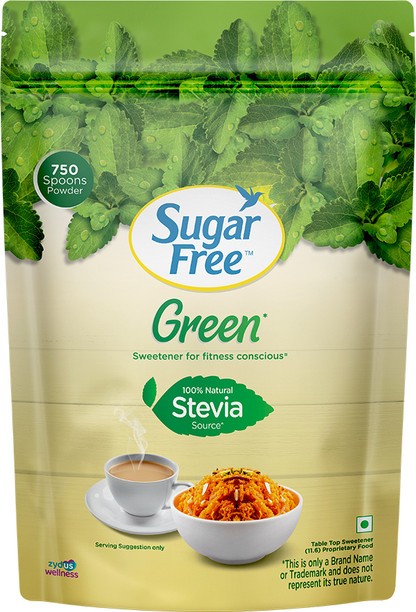 750
Spoons
Powder
Sugar
Free™
Green*
Sweetener for fitness conscious®
100% Natural
Stevia
Source*
Serving Suggestion only
zydus
wellness
Table Top Sweetener
(11.6) Proprietary Food
*This is only a Brand Name
or Trademark and does not
represent its true nature.